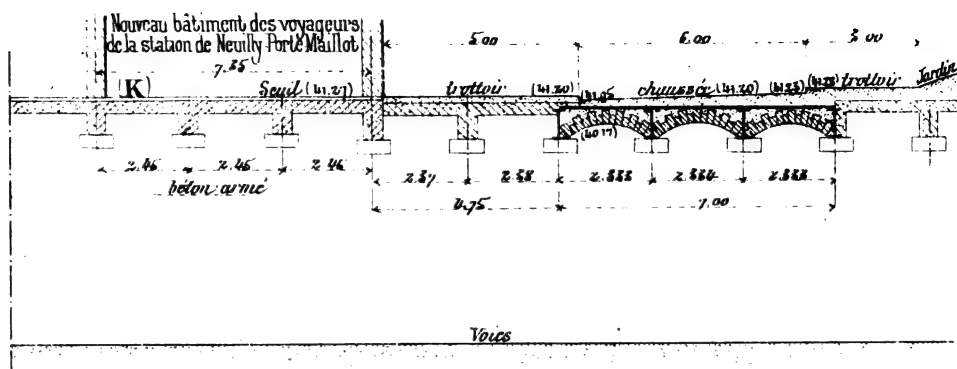 Nouveau bâtiment des voyageurs
de la station de Neuilly Porte Maillot
5.00 6.00 3.00
7.35
(K) Seuil (41.27) trottoir (41.20) 41.05 chaussée (41.20) trottoir Jardin
(40.17)
2.46 2.46 2.46 2.37 2.38 2.333 2.334 2.333
béton armé
4.75 7.00
Voies